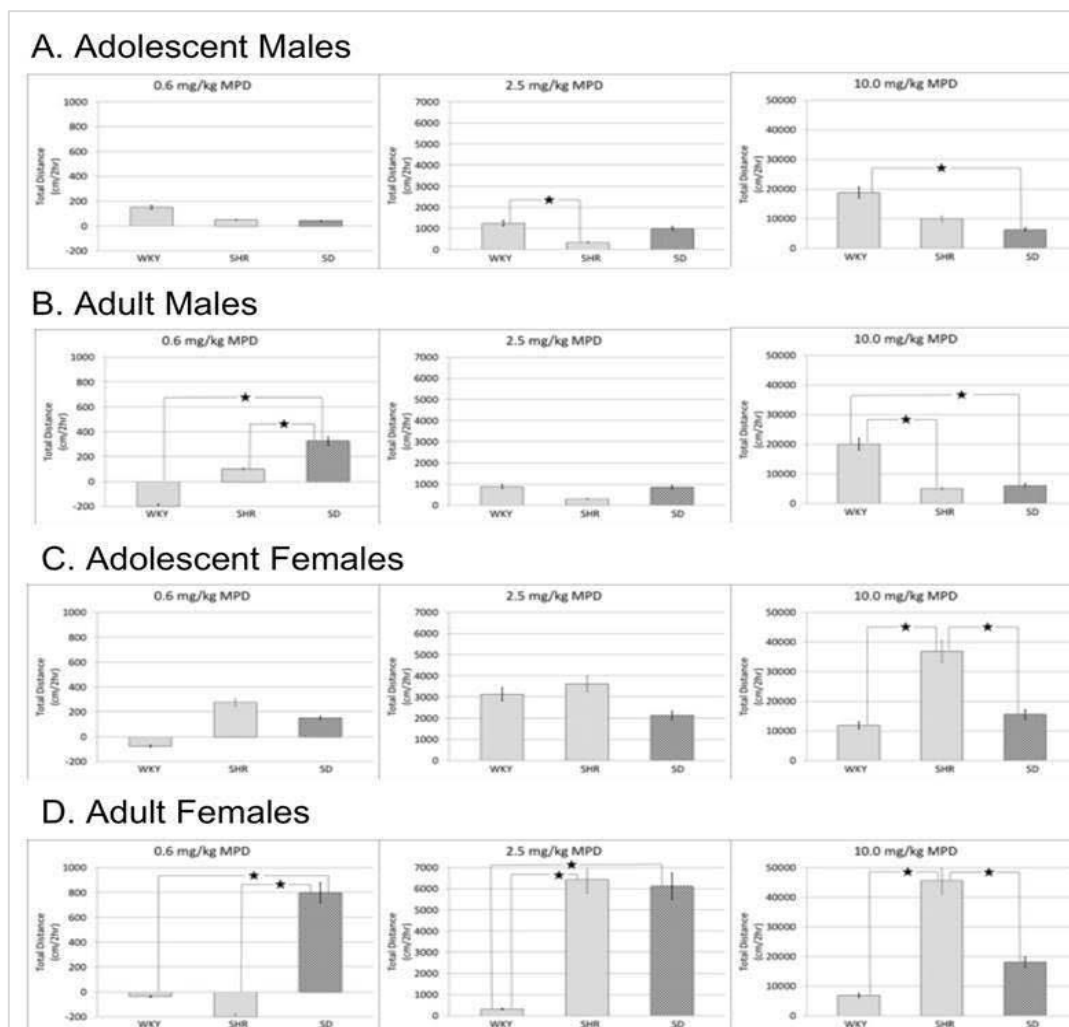 A. Adolescent Males
0.6 mg/kg MPD
Total Distance
(cm/2hr)
1000
800
600
400
200
0
-200
WKY SHR SD
2.5 mg/kg MPD
Total Distance
(cm/2hr)
7000
6000
5000
4000
3000
2000
1000
0
WKY SHR SD
10.0 mg/kg MPD
Total Distance
(cm/2hr)
50000
40000
30000
20000
10000
0
WKY SHR SD
B. Adult Males
0.6 mg/kg MPD
Total Distance
(cm/2hr)
1000
800
600
400
200
0
-200
WKY SHR SD
2.5 mg/kg MPD
Total Distance
(cm/2hr)
7000
6000
5000
4000
3000
2000
1000
0
WKY SHR SD
10.0 mg/kg MPD
Total Distance
(cm/2hr)
50000
40000
30000
20000
10000
0
WKY SHR SD
C. Adolescent Females
0.6 mg/kg MPD
Total Distance
(cm/2hr)
1000
800
600
400
200
0
-200
WKY SHR SD
2.5 mg/kg MPD
Total Distance
(cm/2hr)
7000
6000
5000
4000
3000
2000
1000
0
WKY SHR SD
10.0 mg/kg MPD
Total Distance
(cm/2hr)
50000
40000
30000
20000
10000
0
WKY SHR SD
D. Adult Females
0.6 mg/kg MPD
Total Distance
(cm/2hr)
1000
800
600
400
200
0
-200
WKY SHR SD
2.5 mg/kg MPD
Total Distance
(cm/2hr)
7000
6000
5000
4000
3000
2000
1000
0
WKY SHR SD
10.0 mg/kg MPD
Total Distance
(cm/2hr)
50000
40000
30000
20000
10000
0
WKY SHR SD